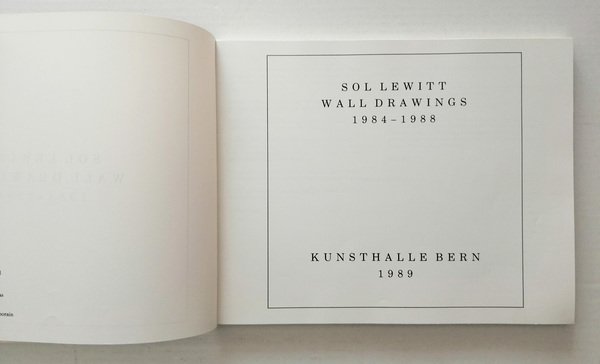 SOL LEWITT
WALL DRAWINGS
1984–1988
KUNSTHALLE BERN
1989